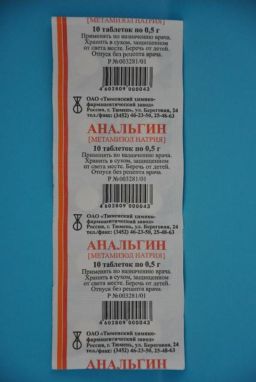 10 таблеток по 0,5 г
Применять по назначению врача.
Хранить в сухом, защищенном
от света месте. Беречь от детей.
Отпуск без рецепта врача.
Р №003281/01
4 602809 000043
ОАО «Тюменский химико-
фармацевтический завод»
Россия, г. Тюмень, ул. Береговая, 24
тел./факс: (3452) 46-23-50, 25-48-63
АНАЛЬГИН
[МЕТАМИЗОЛ НАТРИЯ]
10 таблеток по 0,5 г
Применять по назначению врача.
Хранить в сухом, защищенном
от света месте. Беречь от детей.
Отпуск без рецепта врача.
Р №003281/01
4 602809 000043
ОАО «Тюменский химико-
фармацевтический завод»
Россия, г. Тюмень, ул. Береговая, 24
тел./факс: (3452) 46-23-50, 25-48-63
АНАЛЬГИН
[МЕТАМИЗОЛ НАТРИЯ]
10 таблеток по 0,5 г
Применять по назначению врача.
Хранить в сухом, защищенном
от света месте. Беречь от детей.
Отпуск без рецепта врача.
Р №003281/01
4 602809 000043
ОАО «Тюменский химико-
фармацевтический завод»
Россия, г. Тюмень, ул. Береговая, 24
тел./факс: (3452) 46-23-50, 25-48-63